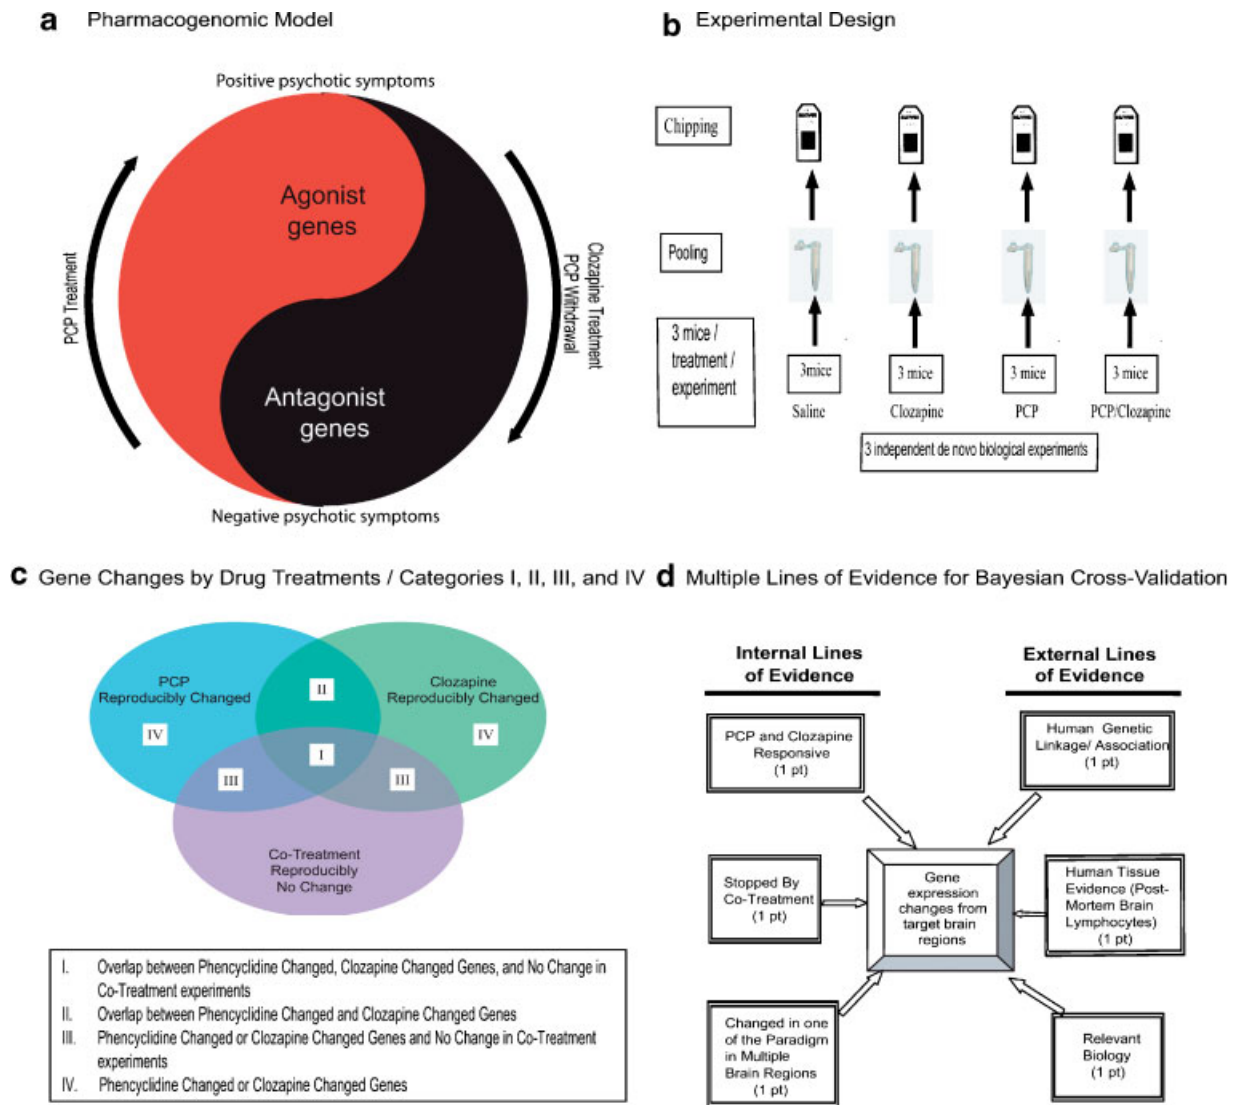 a Pharmacogenomic Model
Positive psychotic symptoms
Agonist
genes
PCP Treatment
Clozapine Treatment
PCP Withdrawal
Antagonist
genes
Negative psychotic symptoms
b Experimental Design
Chipping
Pooling
3 mice /
treatment /
experiment
3mice
3 mice
3 mice
3 mice
Saline
Clozapine
PCP
PCP/Clozapine
3 independent de novo biological experiments
c Gene Changes by Drug Treatments / Categories I, II, III, and IV
PCP
Reproducibly Changed
Clozapine
Reproducibly Changed
II
IV
IV
I
III
III
Co-Treatment
Reproducibly
No Change
I. Overlap between Phencyclidine Changed, Clozapine Changed Genes, and No Change in
Co-Treatment experiments
II. Overlap between Phencyclidine Changed and Clozapine Changed Genes
III. Phencyclidine Changed or Clozapine Changed Genes and No Change in Co-Treatment
experiments
IV. Phencyclidine Changed or Clozapine Changed Genes
d Multiple Lines of Evidence for Bayesian Cross-Validation
Internal Lines
of Evidence
External Lines
of Evidence
PCP and Clozapine
Responsive
(1 pt)
Human Genetic
Linkage/ Association
(1 pt)
Stopped By
Co-Treatment
(1 pt)
Gene
expression
changes from
target brain
regions
Human Tissue
Evidence (Post-
Mortem Brain
Lymphocytes)
(1 pt)
Changed in one
of the Paradigm
in Multiple
Brain Regions
(1 pt)
Relevant
Biology
(1 pt)